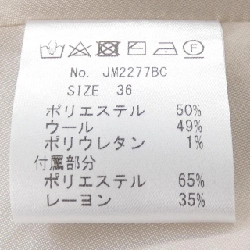 No. JM2277BC
SIZE 36
ポリエステル 50%
ウール 49%
ポリウレタン 1%
付属部分
ポリエステル 65%
レーヨン 35%